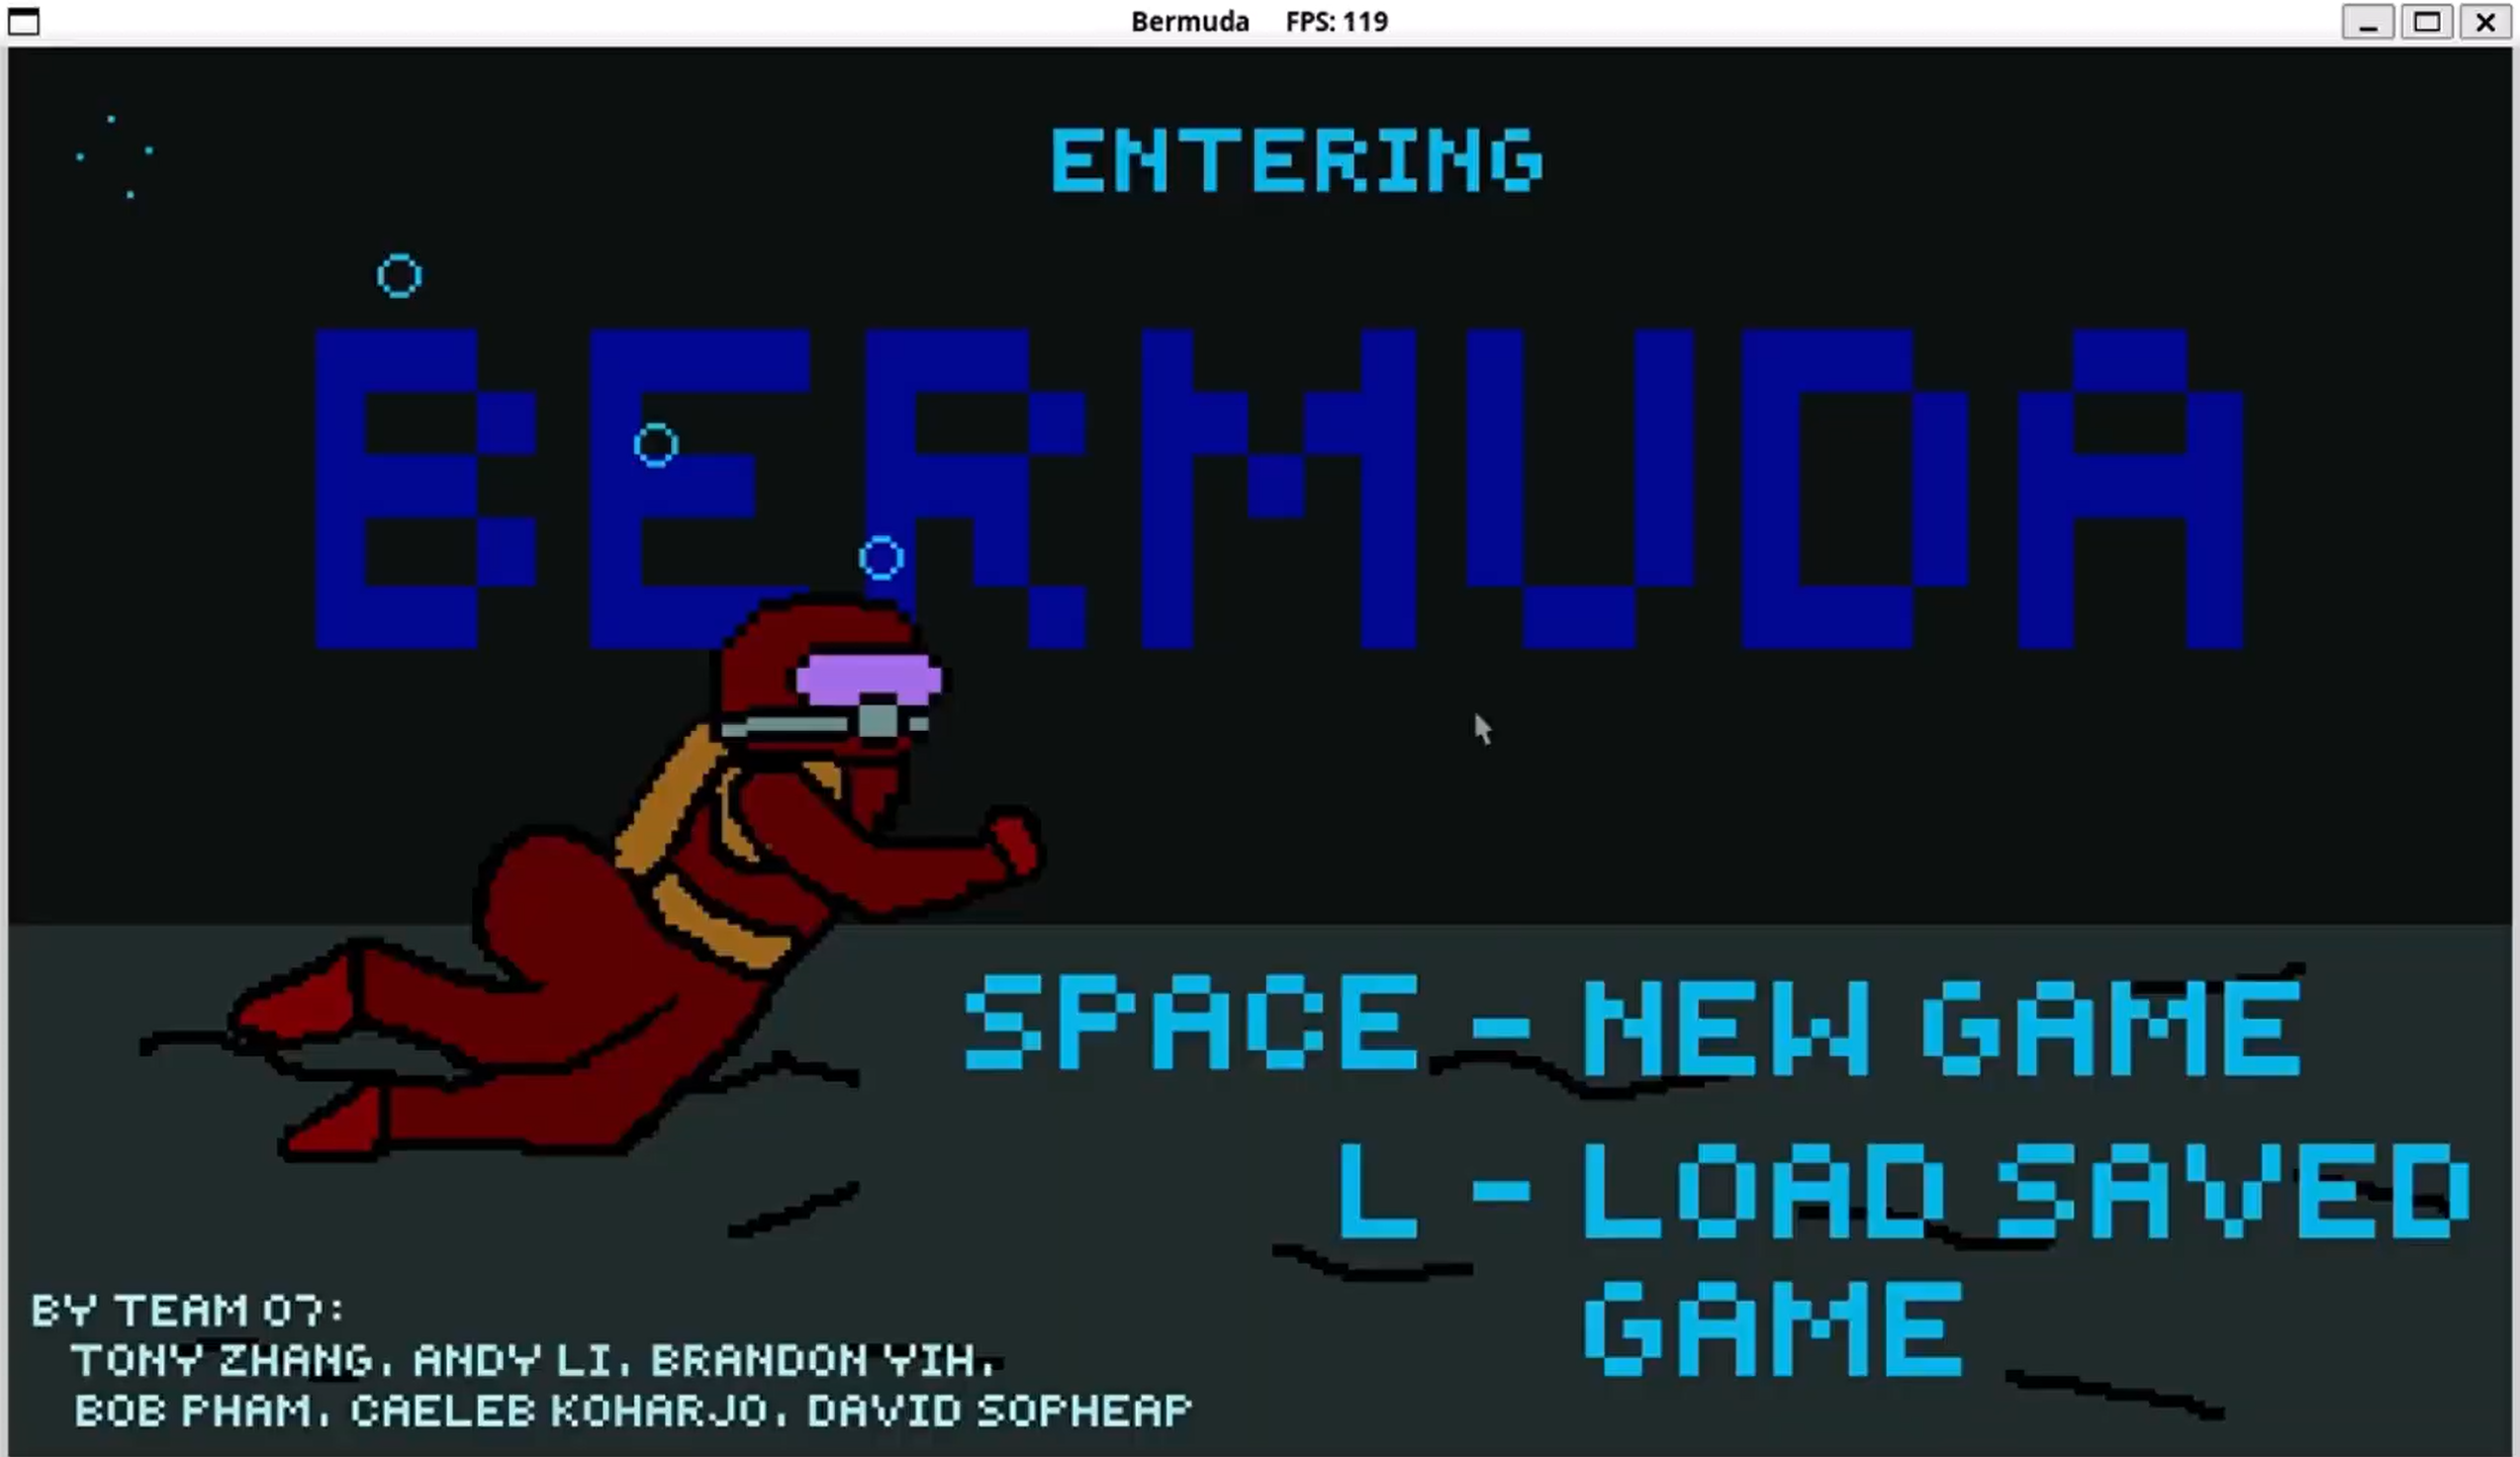 Bermuda FPS: 119
ENTERING
BERMUDA
SPACE - NEW GAME
L - LOAD SAVED
GAME
BY TEAM 07:
TONY ZHANG, ANDY LI, BRANDON YIH,
BOB PHAM, CAELEB KOHARJO, DAVID SOPHEAP